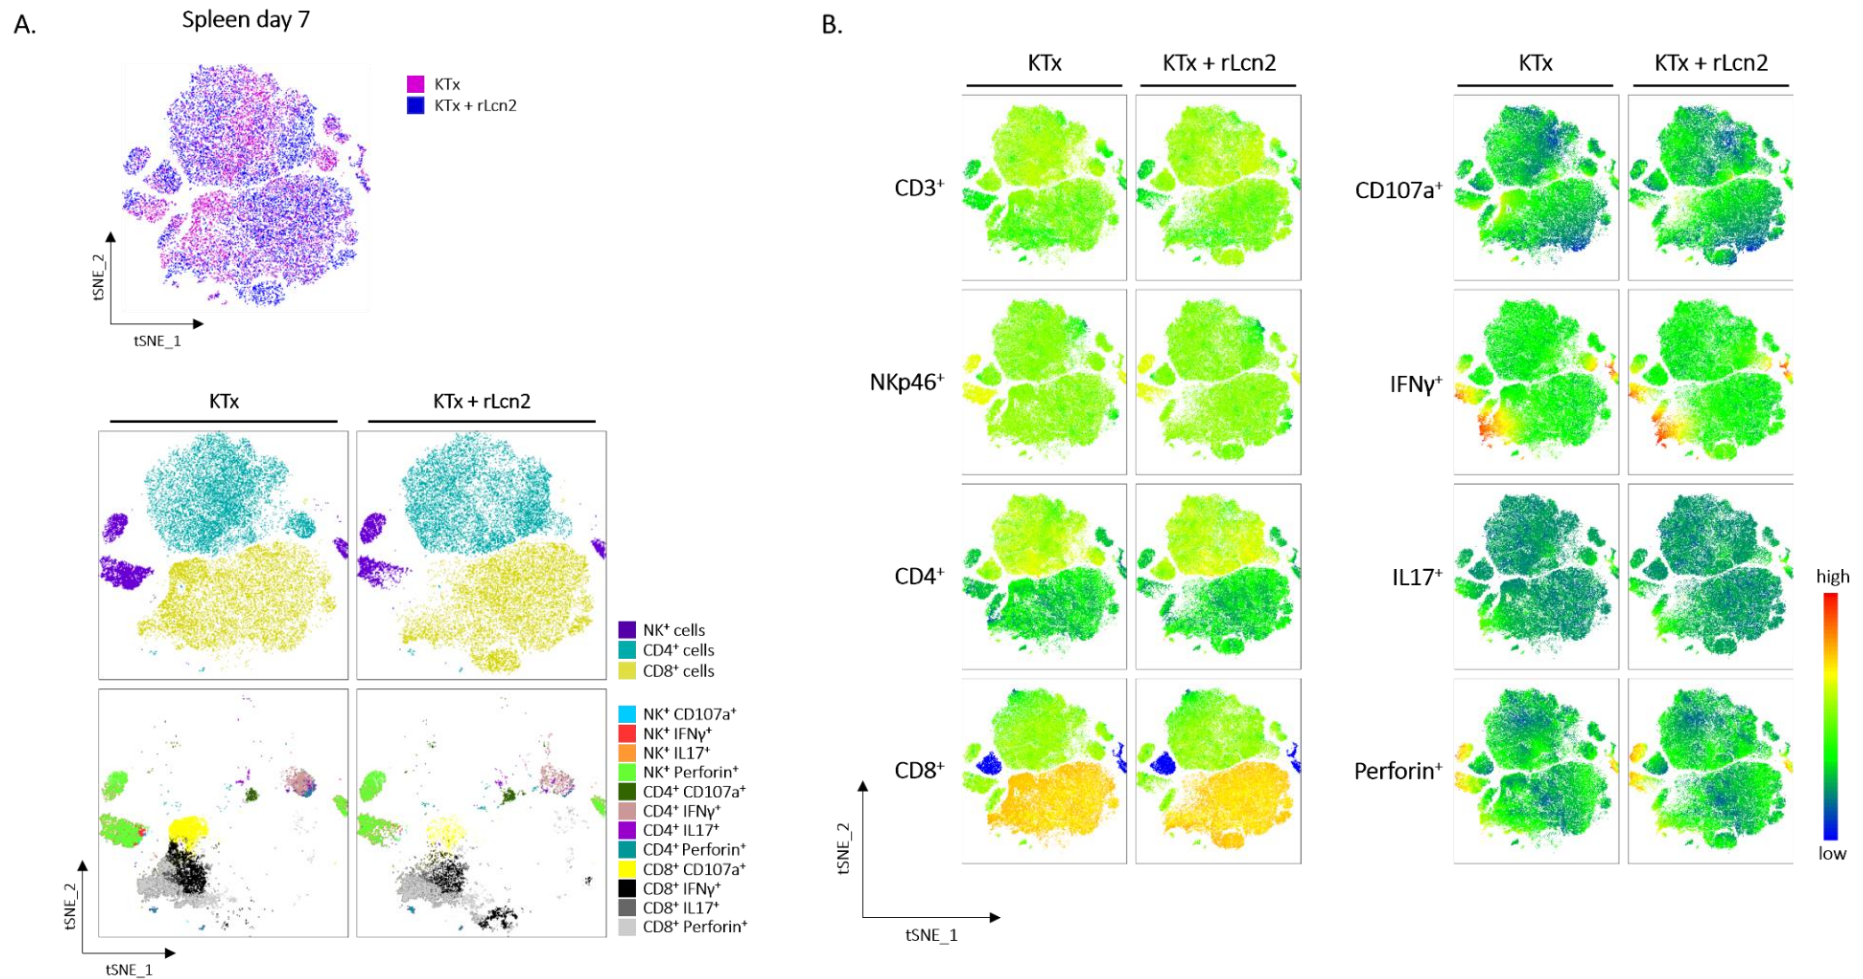 A.
Spleen day 7
KTx
KTx + rLcn2
tSNE_2
tSNE_1
KTx
KTx + rLcn2
NK⁺ cells
CD4⁺ cells
CD8⁺ cells
NK⁺ CD107a⁺
NK⁺ IFNγ⁺
NK⁺ IL17⁺
NK⁺ Perforin⁺
CD4⁺ CD107a⁺
CD4⁺ IFNγ⁺
CD4⁺ IL17⁺
CD4⁺ Perforin⁺
CD8⁺ CD107a⁺
CD8⁺ IFNγ⁺
CD8⁺ IL17⁺
CD8⁺ Perforin⁺
tSNE_2
tSNE_1
B.
KTx
KTx + rLcn2
CD3⁺
NKp46⁺
CD4⁺
CD8⁺
tSNE_2
tSNE_1
KTx
KTx + rLcn2
CD107a⁺
IFNγ⁺
IL17⁺
Perforin⁺
high
low